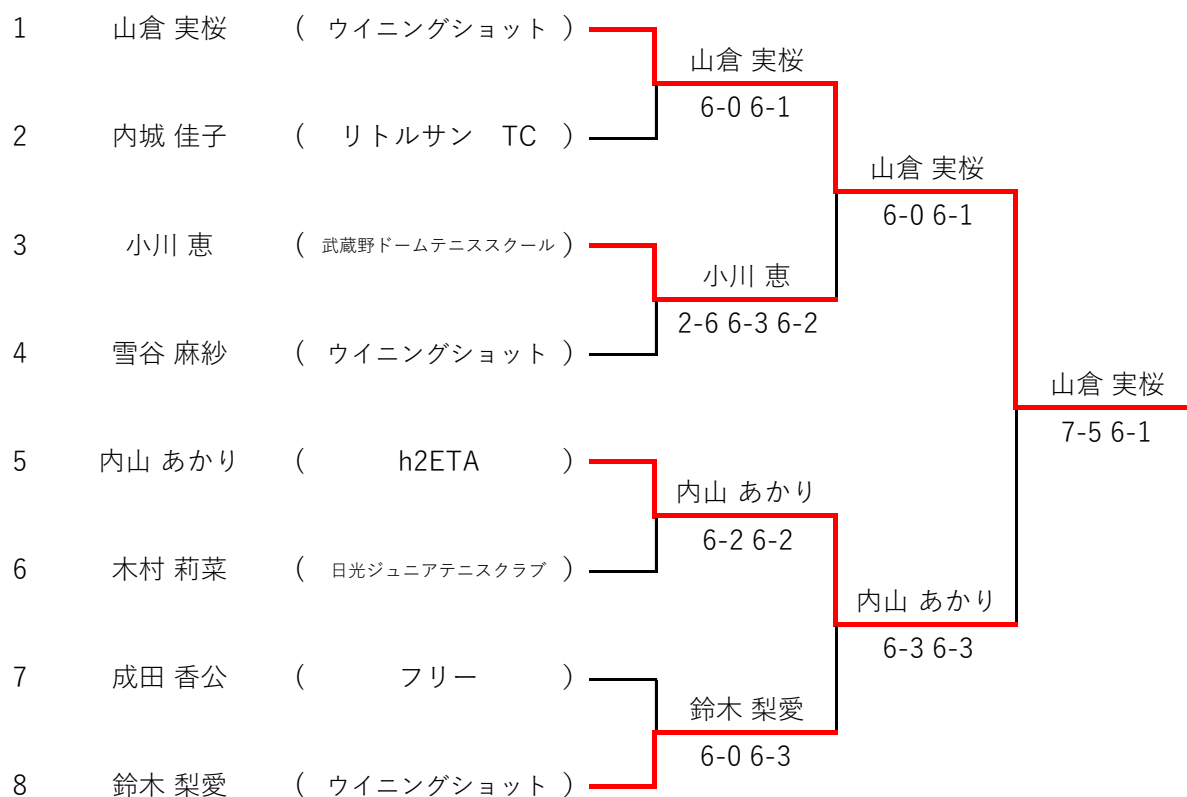 1 山倉 実桜 ( ウイニングショット )
山倉 実桜
6-0 6-1
2 内城 佳子 ( リトルサン　TC )
山倉 実桜
6-0 6-1
3 小川 恵 ( 武蔵野ドームテニススクール )
小川 恵
2-6 6-3 6-2
4 雪谷 麻紗 ( ウイニングショット )
山倉 実桜
7-5 6-1
5 内山 あかり ( h2ETA )
内山 あかり
6-2 6-2
6 木村 莉菜 ( 日光ジュニアテニスクラブ )
内山 あかり
6-3 6-3
7 成田 香公 ( フリー )
鈴木 梨愛
6-0 6-3
8 鈴木 梨愛 ( ウイニングショット )